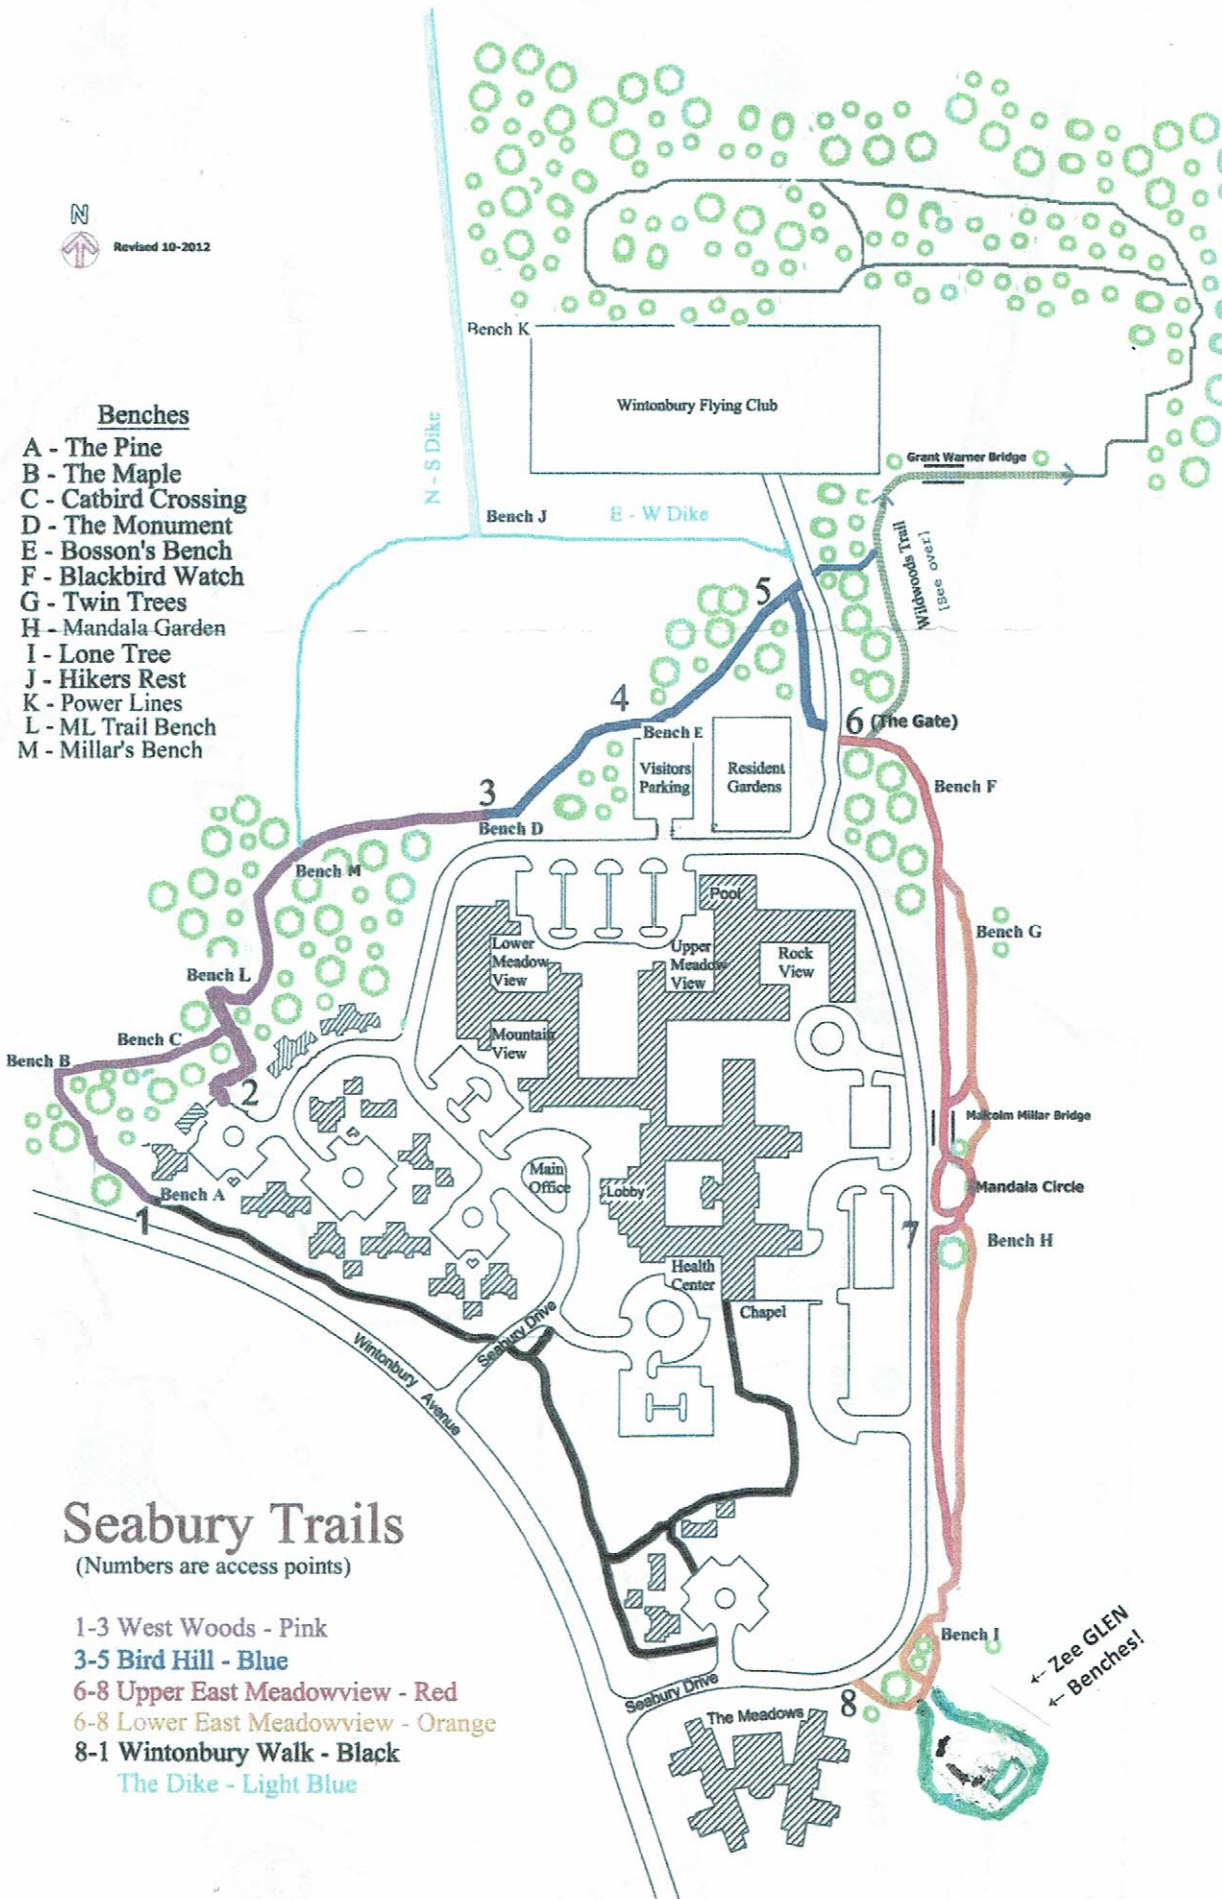 N
Revised 10-2012
Benches
A - The Pine
B - The Maple
C - Catbird Crossing
D - The Monument
E - Bosson's Bench
F - Blackbird Watch
G - Twin Trees
H - Mandala Garden
I - Lone Tree
J - Hikers Rest
K - Power Lines
L - ML Trail Bench
M - Millar's Bench
Bench K
Wintonbury Flying Club
N - S Dike
Grant Warner Bridge
Bench J
E - W Dike
Wildwoods Trail
[See over]
5
4
6 (The Gate)
Bench E
Visitors
Parking
Resident
Gardens
Bench F
3
Bench D
Bench M
Pool
Bench G
Lower
Meadow
View
Upper
Meadow
View
Rock
View
Bench L
Mountain
View
Bench C
Bench B
2
Malcolm Millar Bridge
Main
Office
Lobby
Mandala Circle
Bench A
1
7
Bench H
Health
Center
Chapel
Seabury Drive
Wintonbury Avenue
Seabury Trails
(Numbers are access points)
1-3 West Woods - Pink
3-5 Bird Hill - Blue
6-8 Upper East Meadowview - Red
6-8 Lower East Meadowview - Orange
8-1 Wintonbury Walk - Black
The Dike - Light Blue
Bench I
← Zee GLEN
← Benches!
Seabury Drive
8
The Meadows